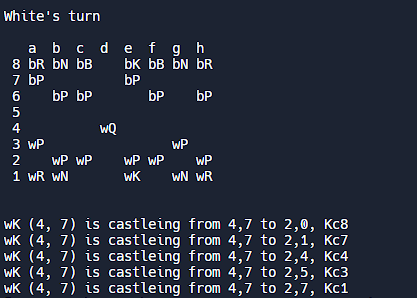 White's turn
a b c d e f g h
8 bR bN bB bK bB bN bR
7 bP bP
6 bP bP bP bP
5
4 wQ
3 wP wP
2 wP wP wP wP wP
1 wR wN wK wN wR
wK (4, 7) is castleing from 4,7 to 2,0, Kc8
wK (4, 7) is castleing from 4,7 to 2,1, Kc7
wK (4, 7) is castleing from 4,7 to 2,4, Kc4
wK (4, 7) is castleing from 4,7 to 2,5, Kc3
wK (4, 7) is castleing from 4,7 to 2,7, Kc1